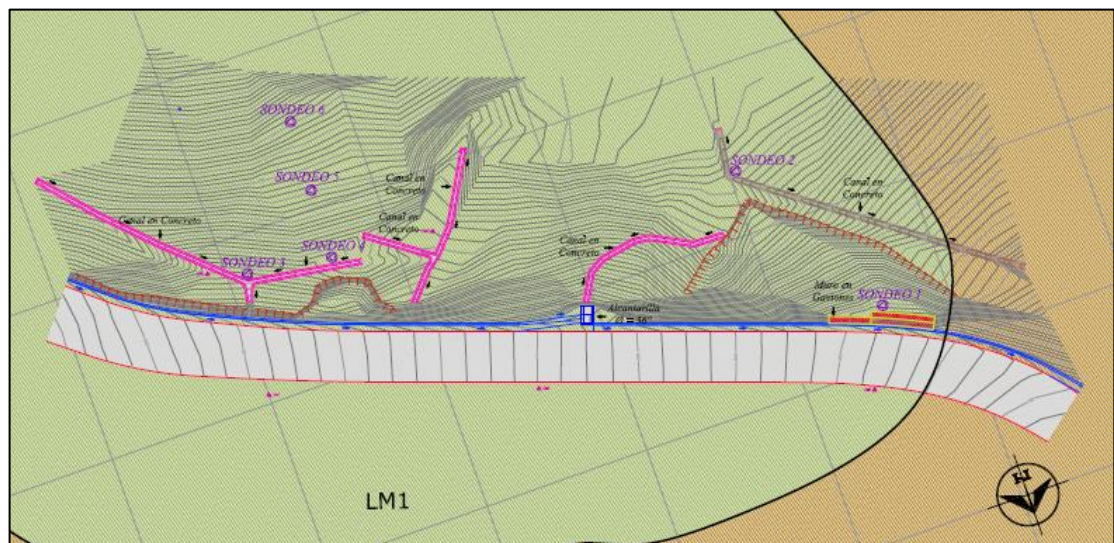 SONDEO 6
SONDEO 2
SONDEO 5
Canal en
Concreto
Canal en
Concreto
Canal en Concreto
Canal en
Concreto
SONDEO
Canal en
Concreto
SONDEO 3
Muro en
Gaviones
SONDEO 1
Alcantarilla
Ø = 36"
LM1